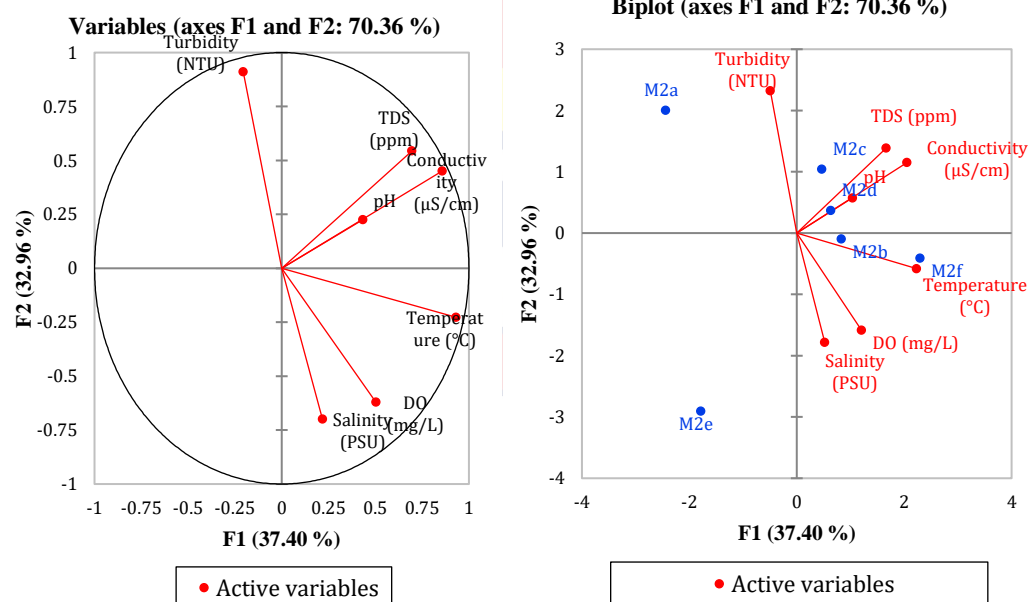 Variables (axes F1 and F2: 70.36 %)
Turbidity
(NTU)
TDS
(ppm)
Conductiv
ity
(µS/cm)
pH
Temperat
ure (°C)
DO
(mg/L)
Salinity
(PSU)
1
0.75
0.5
0.25
0
-0.25
-0.5
-0.75
-1
F2 (32.96 %)
-1 -0.75 -0.5 -0.25 0 0.25 0.5 0.75 1
F1 (37.40 %)
Active variables
Biplot (axes F1 and F2: 70.36 %)
Turbidity
(NTU)
M2a
TDS (ppm)
M2c
Conductivity
(µS/cm)
pH
M2d
M2b
M2f
Temperature
(°C)
DO (mg/L)
Salinity
(PSU)
M2e
3
2
1
0
-1
-2
-3
-4
F2 (32.96 %)
-4 -2 0 2 4
F1 (37.40 %)
Active variables